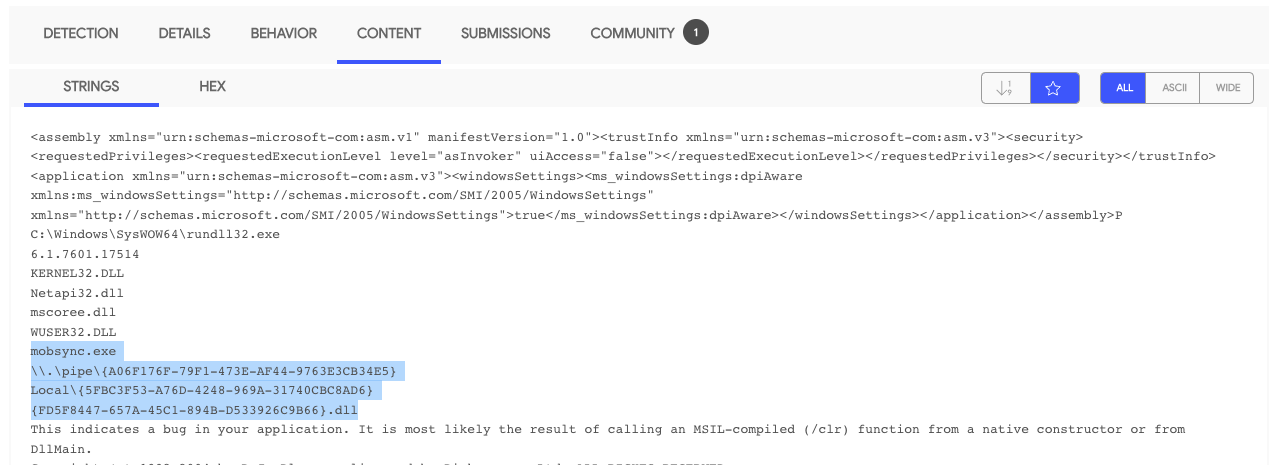 DETECTION DETAILS BEHAVIOR CONTENT SUBMISSIONS COMMUNITY 1
STRINGS HEX ALL ASCII WIDE
<assembly xmlns="urn:schemas-microsoft-com:asm.v1" manifestVersion="1.0"><trustInfo xmlns="urn:schemas-microsoft-com:asm.v3"><security>
<requestedPrivileges><requestedExecutionLevel level="asInvoker" uiAccess="false"></requestedExecutionLevel></requestedPrivileges></security></trustInfo>
<application xmlns="urn:schemas-microsoft-com:asm.v3"><windowsSettings><ms_windowsSettings:dpiAware
xmlns:ms_windowsSettings="http://schemas.microsoft.com/SMI/2005/WindowsSettings"
xmlns="http://schemas.microsoft.com/SMI/2005/WindowsSettings">true</ms_windowsSettings:dpiAware></windowsSettings></application></assembly>P
C:\Windows\SysWOW64\rundll32.exe
6.1.7601.17514
KERNEL32.DLL
Netapi32.dll
mscoree.dll
WUSER32.DLL
mobsync.exe
\\.\pipe\{A06F176F-79F1-473E-AF44-9763E3CB34E5}
Local\{5FBC3F53-A76D-4248-969A-31740CBC8AD6}
{FD5F8447-657A-45C1-894B-D533926C9B66}.dll
This indicates a bug in your application. It is most likely the result of calling an MSIL-compiled (/clr) function from a native constructor or from
DllMain.